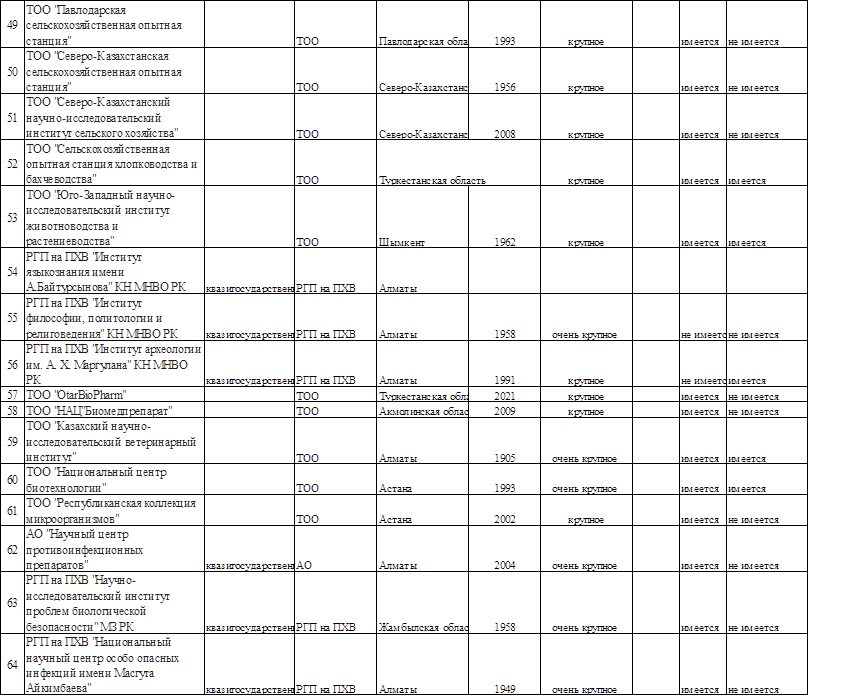 49 ТОО "Павлодарская
сельскохозяйственная опытная
станция" ТОО Павлодарская обла 1993 крупное имеется не имеется
50 ТОО "Северо-Казахстанская
сельскохозяйственная опытная
станция" ТОО Северо-Казахстанс 1956 крупное имеется не имеется
51 ТОО "Северо-Казахстанский
научно-исследовательский
институт сельского хозяйства" ТОО Северо-Казахстанс 2008 крупное имеется не имеется
52 ТОО "Сельскохозяйственная
опытная станция хлопководства и
бахчеводства" ТОО Туркестанская область крупное имеется имеется
53 ТОО "Юго-Западный научно-
исследовательский институт
животноводства и
растениеводства" ТОО Шымкент 1962 крупное имеется имеется
54 РГП на ПХВ "Институт
языкознания имени
А.Байтурсынова" КН МНВО РК квазигосударствен РГП на ПХВ Алматы
55 РГП на ПХВ "Институт
философии, политологии и
религоведения" КН МНВО РК квазигосударствен РГП на ПХВ Алматы 1958 очень крупное не имеетс не имеется
56 РГП на ПХВ "Институт археологии
им. А. Х. Маргулана" КН МНВО
РК квазигосударствен РГП на ПХВ Алматы 1991 крупное не имеетс имеется
57 ТОО "OtarBioPharm" ТОО Туркестанская обла 2021 крупное имеется не имеется
58 ТОО "НАЦ"Биомедпрепарат" ТОО Акмолинская облас 2009 крупное имеется не имеется
59 ТОО "Казахский научно-
исследовательский ветеринарный
институт" ТОО Алматы 1905 очень крупное имеется имеется
60 ТОО "Национальный центр
биотехнологии" ТОО Астана 1993 очень крупное имеется имеется
61 ТОО "Республиканская коллекция
микроорганизмов" ТОО Астана 2002 крупное имеется не имеется
62 АО "Научный центр
противоинфекционных
препаратов" квазигосударствен АО Алматы 2004 очень крупное имеется имеется
63 РГП на ПХВ "Научно-
исследовательский институт
проблем биологической
безопасности" МЗ РК квазигосударствен РГП на ПХВ Жамбылская облас 1958 очень крупное имеется не имеется
64 РГП на ПХВ "Национальный
научный центр особо опасных
инфекций имени Масгута
Айкимбаева" квазигосударствен РГП на ПХВ Алматы 1949 очень крупное имеется не имеется